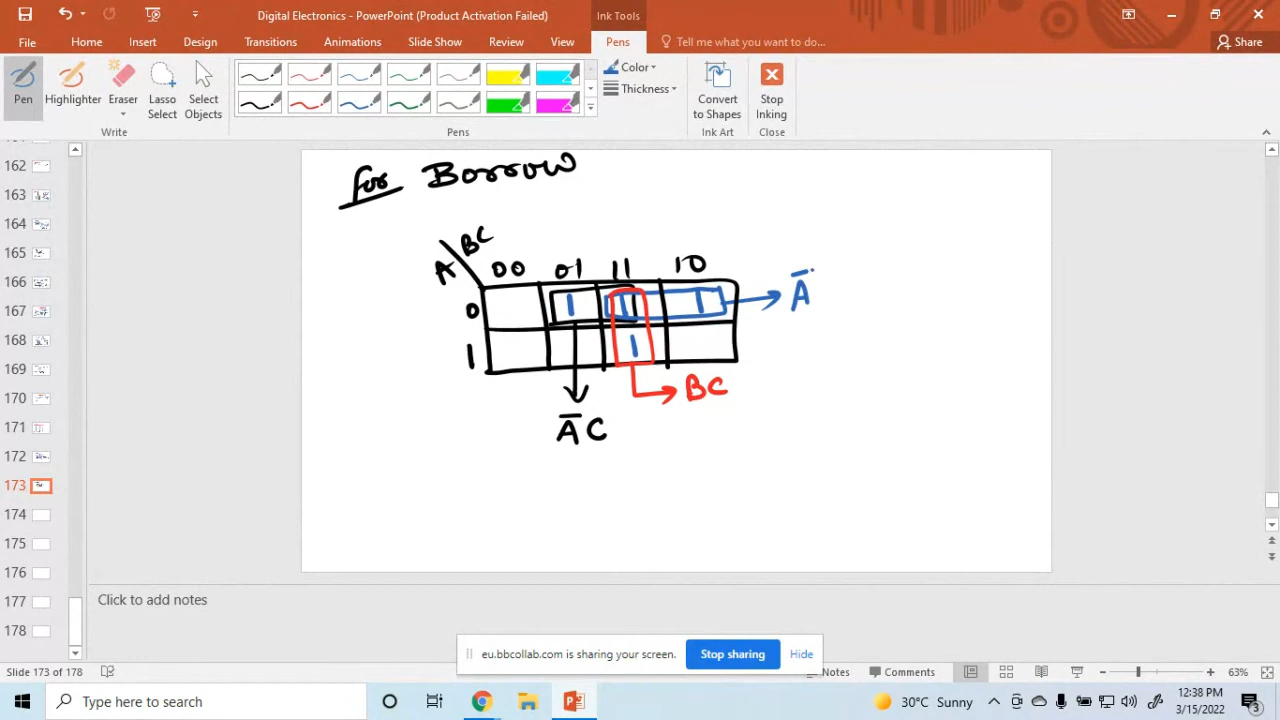 Digital Electronics - PowerPoint (Product Activation Failed)
Ink Tools
File Home Insert Design Transitions Animations Slide Show Review View Pens Tell me what you want to do... Share
Pen Highlighter Eraser Lasso Select Select Objects
Color
Thickness
Convert to Shapes
Stop Inking
Write Pens Ink Art Close
162
163
164
165
166
167
168
169
170
171
172
173
174
175
176
177
178
for Borrow
A BC
00 01 11 10
0 1 1 1 Ā
1 1
BC
ĀC
Click to add notes
eu.bbcollab.com is sharing your screen. Stop sharing Hide
Slide 173 of 178 Notes Comments 63%
Type here to search
30°C Sunny
12:38 PM
3/15/2022
3